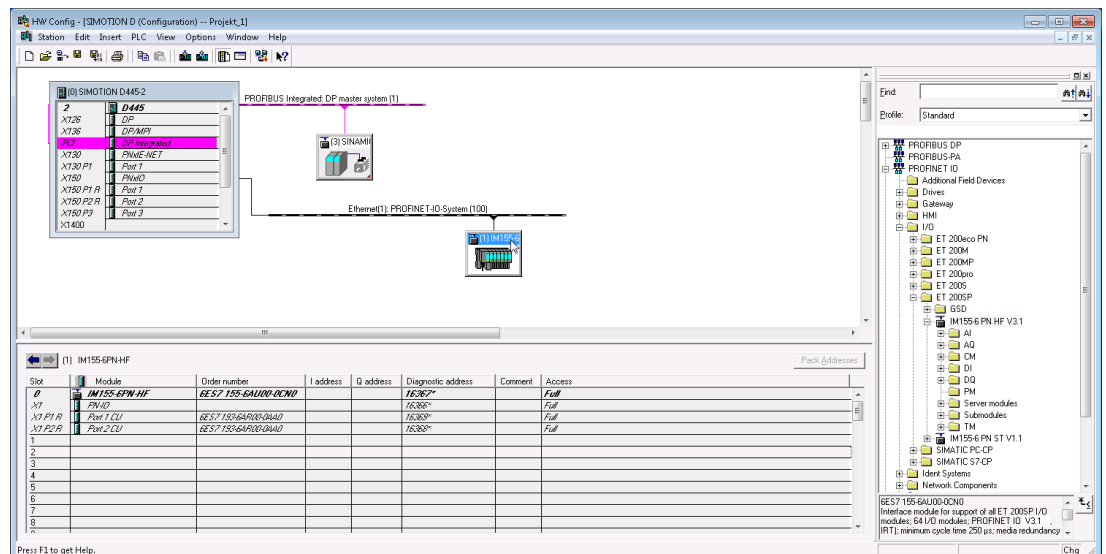 HW Config - [SIMOTION D (Configuration) -- Projekt_1]
Station Edit Insert PLC View Options Window Help
(0) SIMOTION D445-2
2 D445
X126 DP
X136 DP/MPI
PCI DP Integrated
X130 PNxIE-NET
X130 P1 Port 1
X150 PNxIO
X150 P1 R Port 1
X150 P2 R Port 2
X150 P3 Port 3
X1400
PROFIBUS Integrated: DP master system (1)
(3) SINAMI
Ethernet(1): PROFINET-IO-System (100)
(1) IM155-6
(1) IM155-6PN-HF
Pack Addresses
Slot Module Order number I address Q address Diagnostic address Comment Access
0 IM155-6PN-HF 6ES7 155-6AU00-0CN0 16367* Full
X1 PN-IO 16366* Full
X1 P1 R Port 1 CU 6ES7 193-6AR00-0AA0 16369* Full
X1 P2 R Port 2 CU 6ES7 193-6AR00-0AA0 16368* Full
1
2
3
4
5
6
7
8
Find:
Profile: Standard
PROFIBUS DP
PROFIBUS-PA
PROFINET IO
Additional Field Devices
Drives
Gateway
HMI
I/O
ET 200eco PN
ET 200M
ET 200MP
ET 200pro
ET 200S
ET 200SP
GSD
IM155-6 PN HF V3.1
AI
AQ
CM
DI
DQ
PM
Server modules
Submodules
TM
IM155-6 PN ST V1.1
SIMATIC PC-CP
SIMATIC S7-CP
Ident Systems
Network Components
6ES7 155-6AU00-0CN0
Interface module for support of all ET 200SP I/O
modules; 64 I/O modules; PROFINET IO V3.1 ,
IRT); minimum cycle time 250 µs; media redundancy
Press F1 to get Help.
Chg